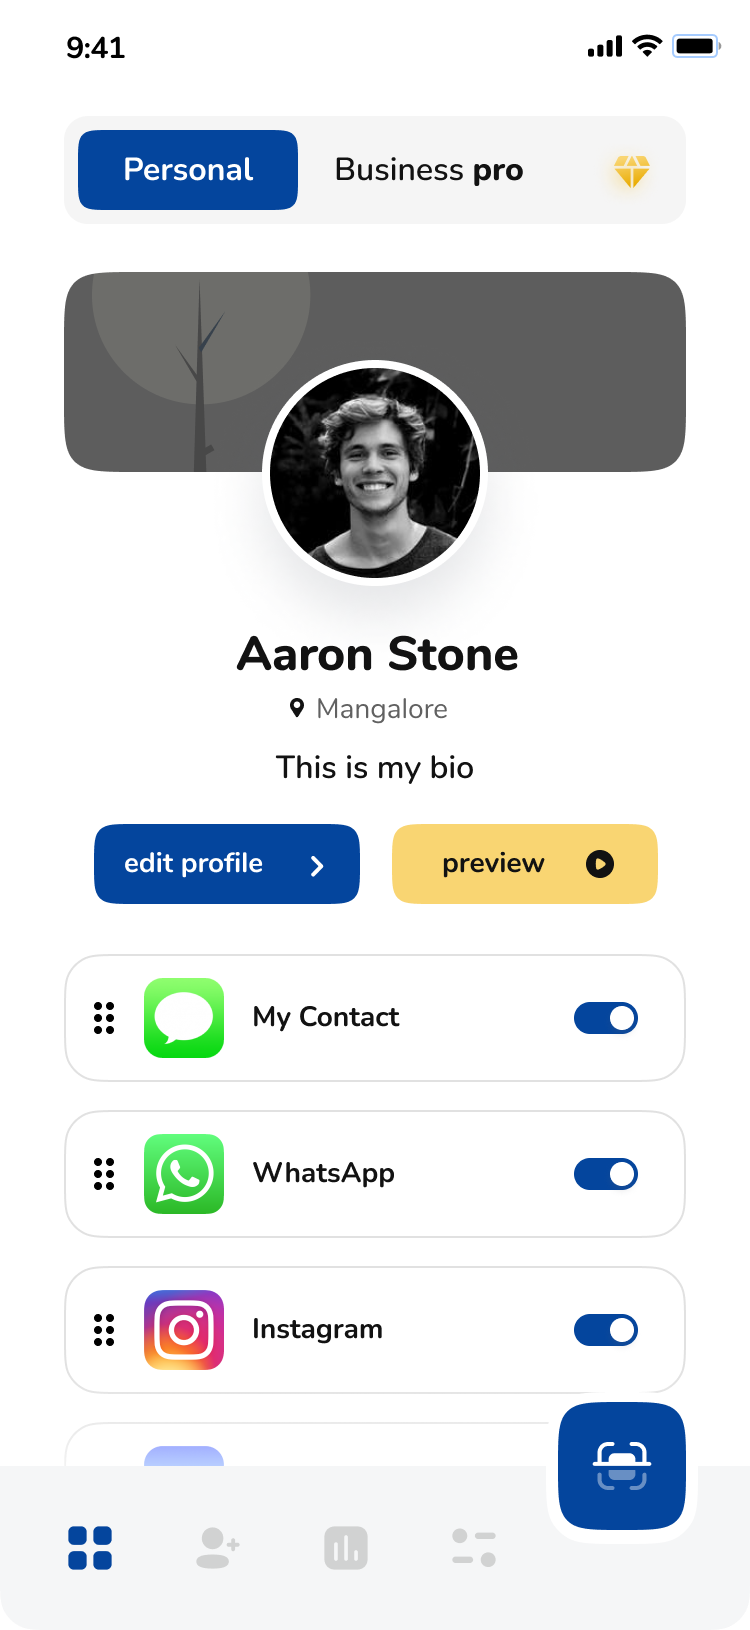 9:41
Personal
Business pro
Aaron Stone
Mangalore
This is my bio
edit profile
preview
My Contact
WhatsApp
Instagram